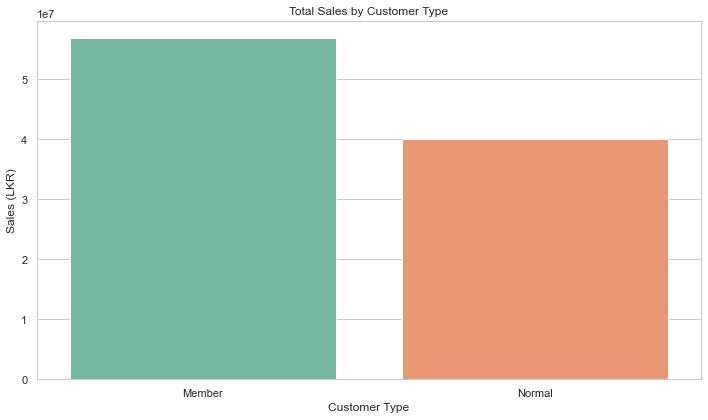 Total Sales by Customer Type
1e7
5
4
3
2
1
0
Sales (LKR)
Member Normal
Customer Type